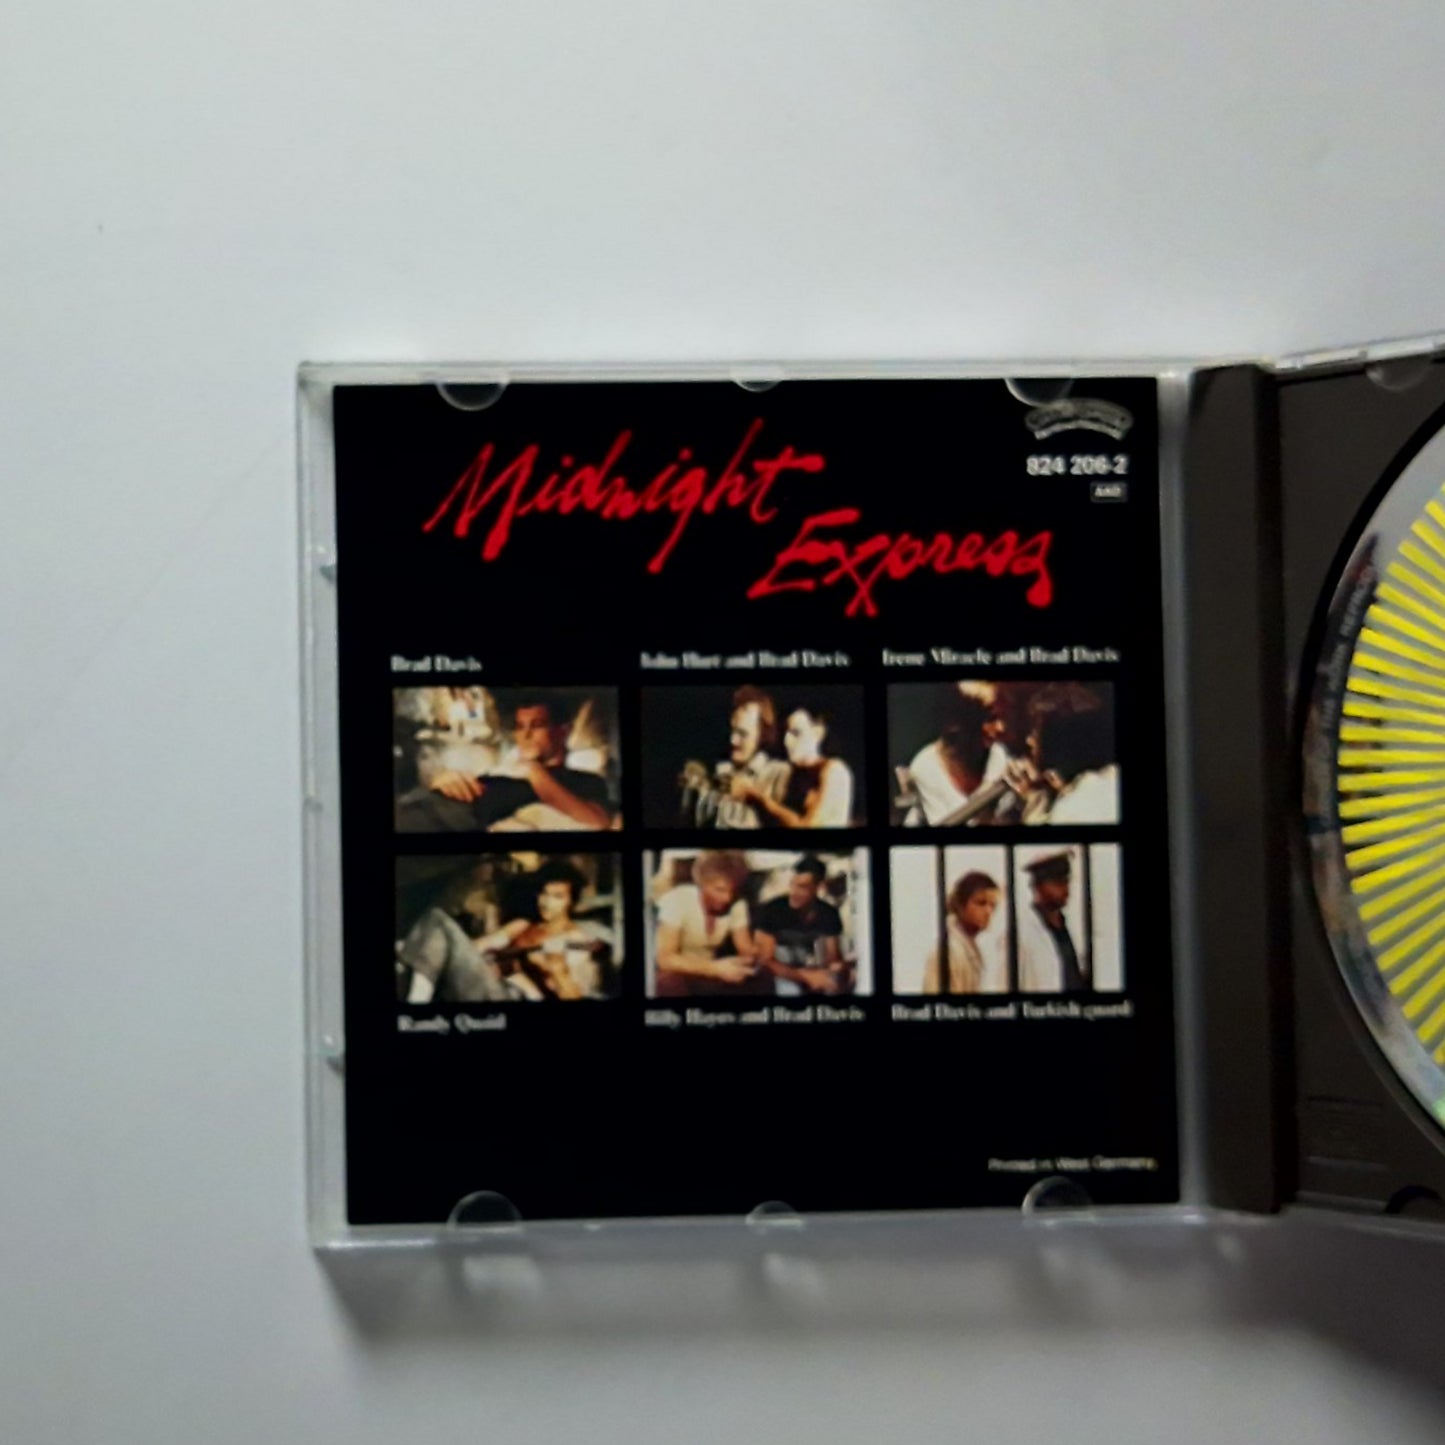 Midnight
Express
824 206-2
Brad Davis
John Hurt and Brad Davis
Irene Miracle and Brad Davis
Randy Quaid
Billy Hayes and Brad Davis
Brad Davis and Turkish guard
Printed in West Germany